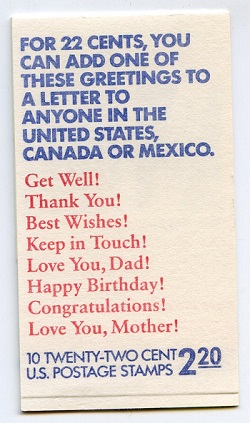 FOR 22 CENTS, YOU
CAN ADD ONE OF
THESE GREETINGS TO
A LETTER TO
ANYONE IN THE
UNITED STATES,
CANADA OR MEXICO.
Get Well!
Thank You!
Best Wishes!
Keep in Touch!
Love You, Dad!
Happy Birthday!
Congratulations!
Love You, Mother!
10 TWENTY-TWO CENT
U.S. POSTAGE STAMPS 2 20